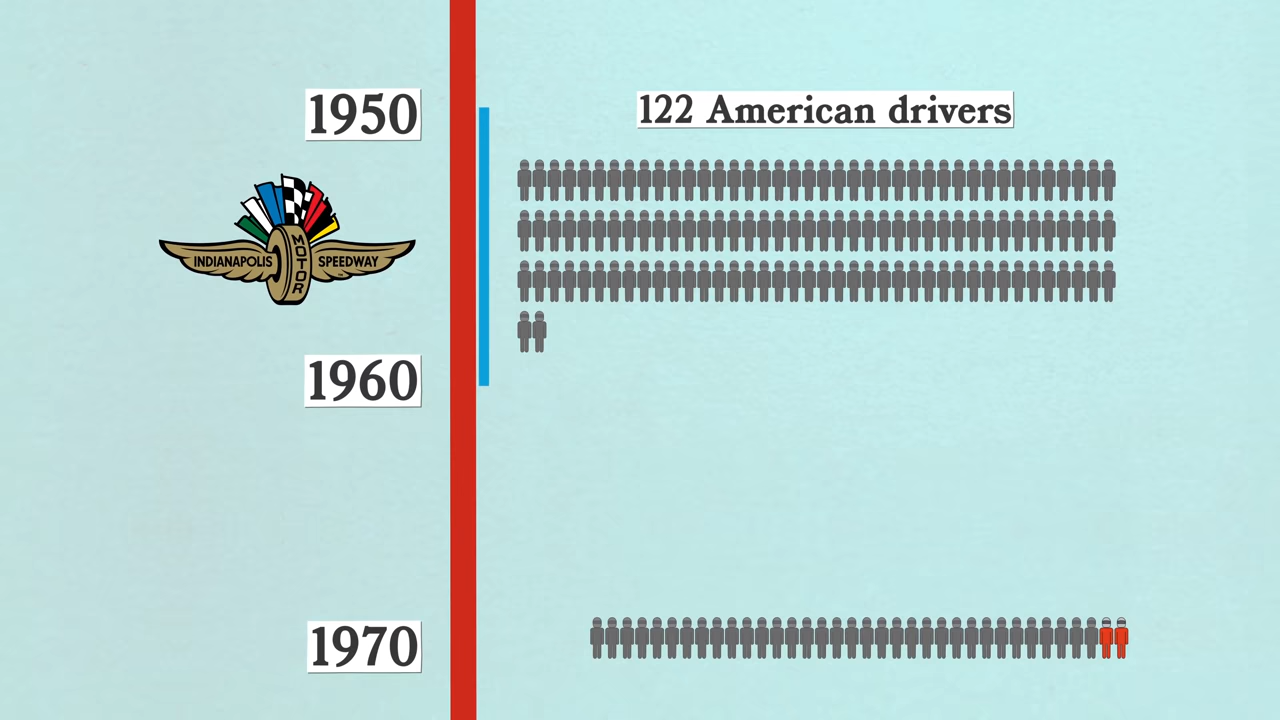 1950
122 American drivers
INDIANAPOLIS
MOTOR
SPEEDWAY
1960
1970